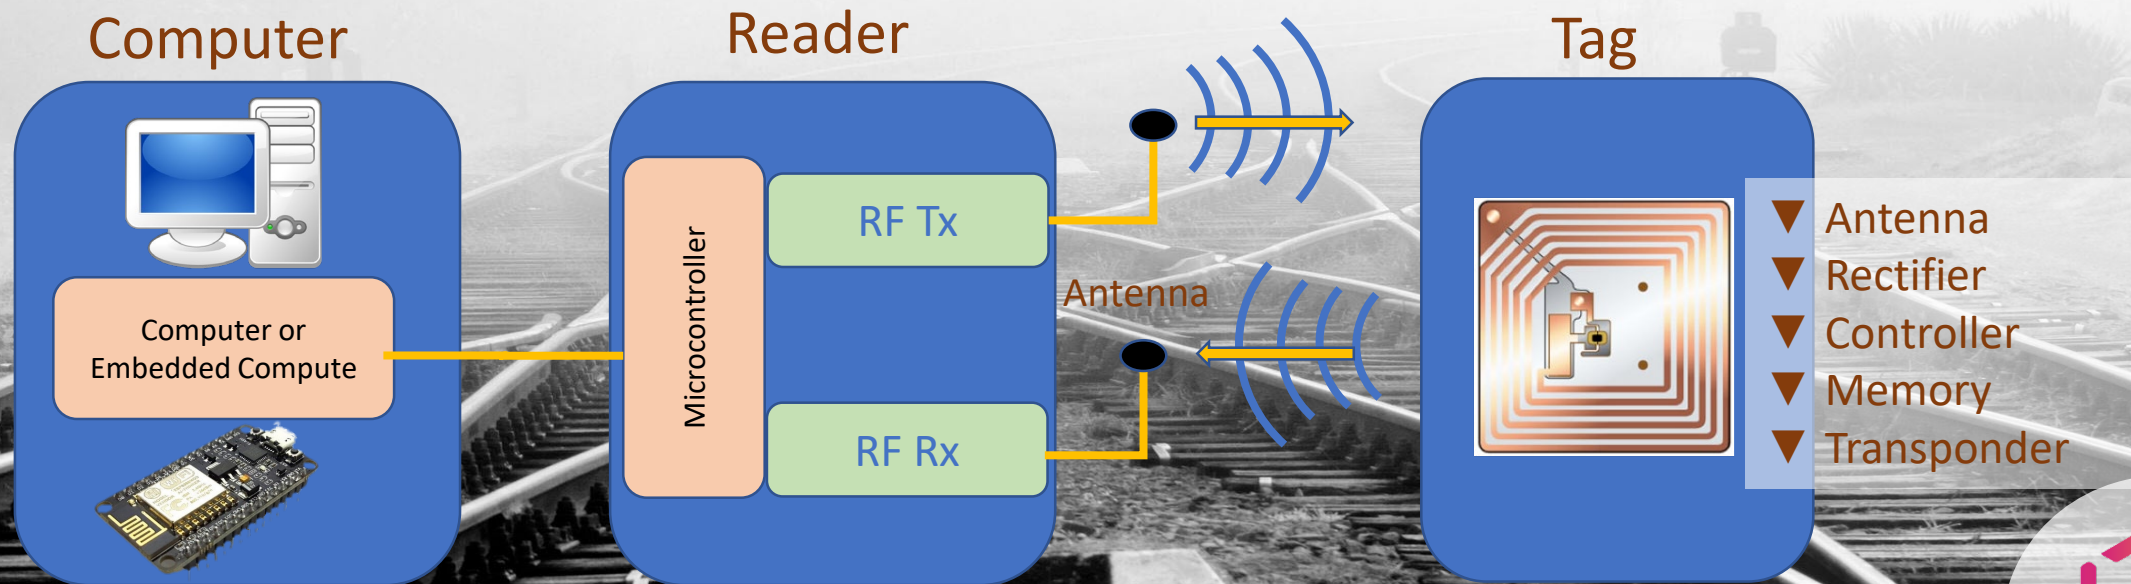 Computer
Reader
Tag
Computer or
Embedded Compute
Microcontroller
RF Tx
RF Rx
Antenna
Antenna
Rectifier
Controller
Memory
Transponder